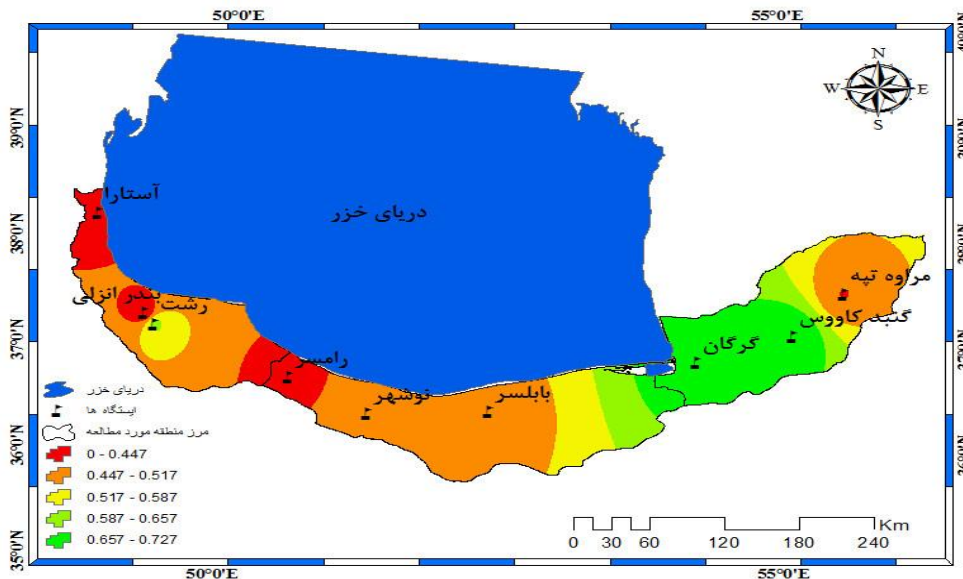 50°0'E
55°0'E
N
W
E
S
39°0'N
38°0'N
37°0'N
36°0'N
35°0'N
آستارا
دریای خزر
بندر انزلی
رشت
رامسر
نوشهر
بابلسر
گرگان
گنبد کاووس
مراوه تپه
دریای خزر
ایستگاه ها
مرز منطقه مورد مطالعه
0 - 0.447
0.447 - 0.517
0.517 - 0.587
0.587 - 0.657
0.657 - 0.727
Km
0 30 60 120 180 240
50°0'E
55°0'E